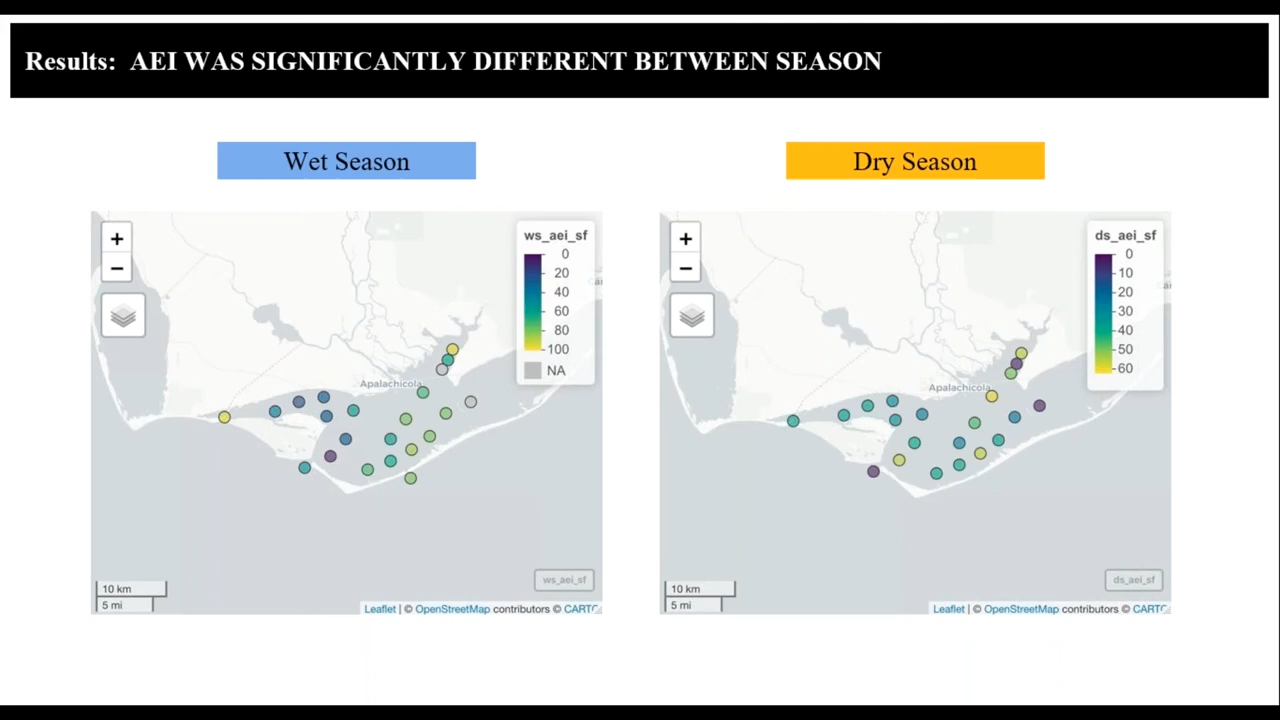 Results: AEI WAS SIGNIFICANTLY DIFFERENT BETWEEN SEASON
Wet Season
Dry Season
+
−
ws_aei_sf
0
20
40
60
80
100
NA
Apalachicola
10 km
5 mi
ws_aei_sf
Leaflet | © OpenStreetMap contributors © CARTO
+
−
ds_aei_sf
0
10
20
30
40
50
60
Apalachicola
10 km
5 mi
ds_aei_sf
Leaflet | © OpenStreetMap contributors © CARTO